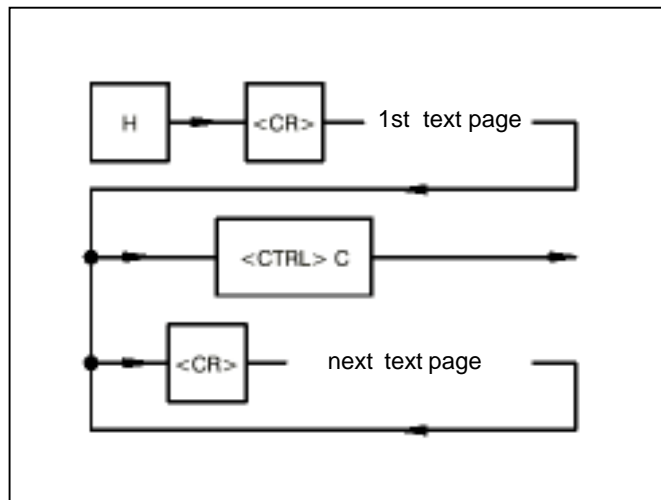 H <CR> 1st text page
<CTRL> C
<CR> next text page